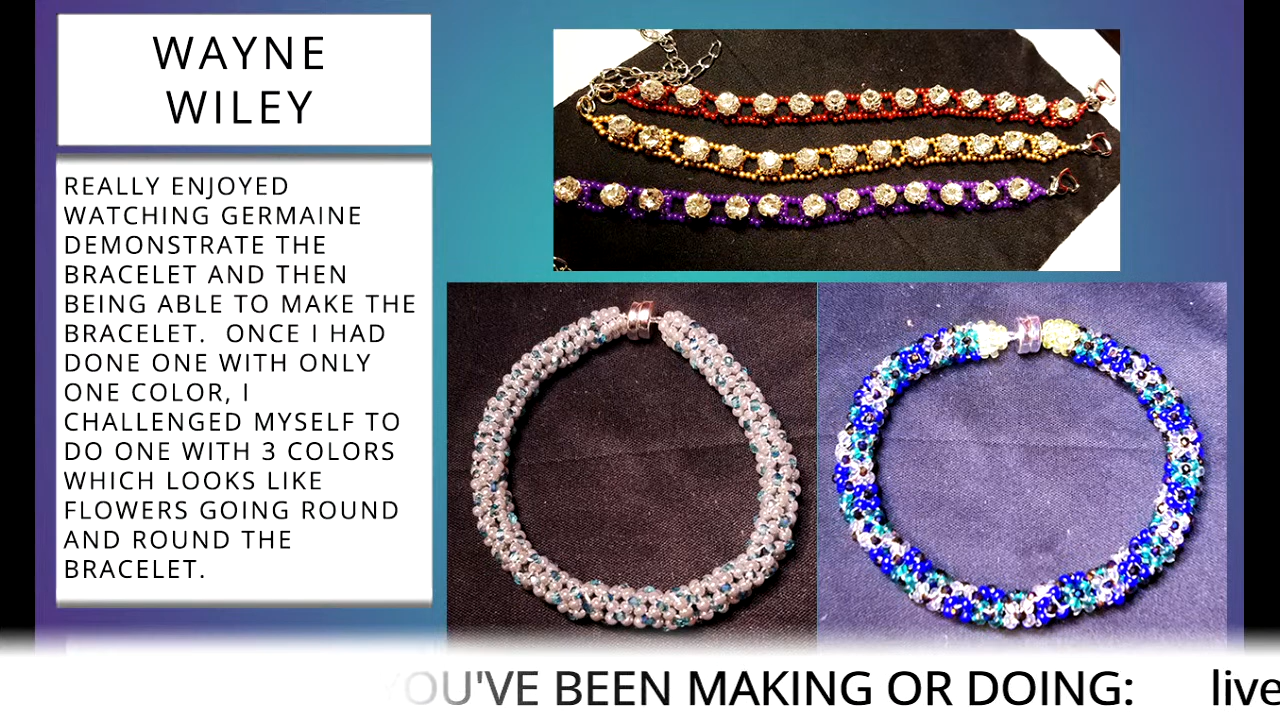 WAYNE
WILEY
REALLY ENJOYED
WATCHING GERMAINE
DEMONSTRATE THE
BRACELET AND THEN
BEING ABLE TO MAKE THE
BRACELET.  ONCE I HAD
DONE ONE WITH ONLY
ONE COLOR, I
CHALLENGED MYSELF TO
DO ONE WITH 3 COLORS
WHICH LOOKS LIKE
FLOWERS GOING ROUND
AND ROUND THE
BRACELET.
YOU'VE BEEN MAKING OR DOING: live